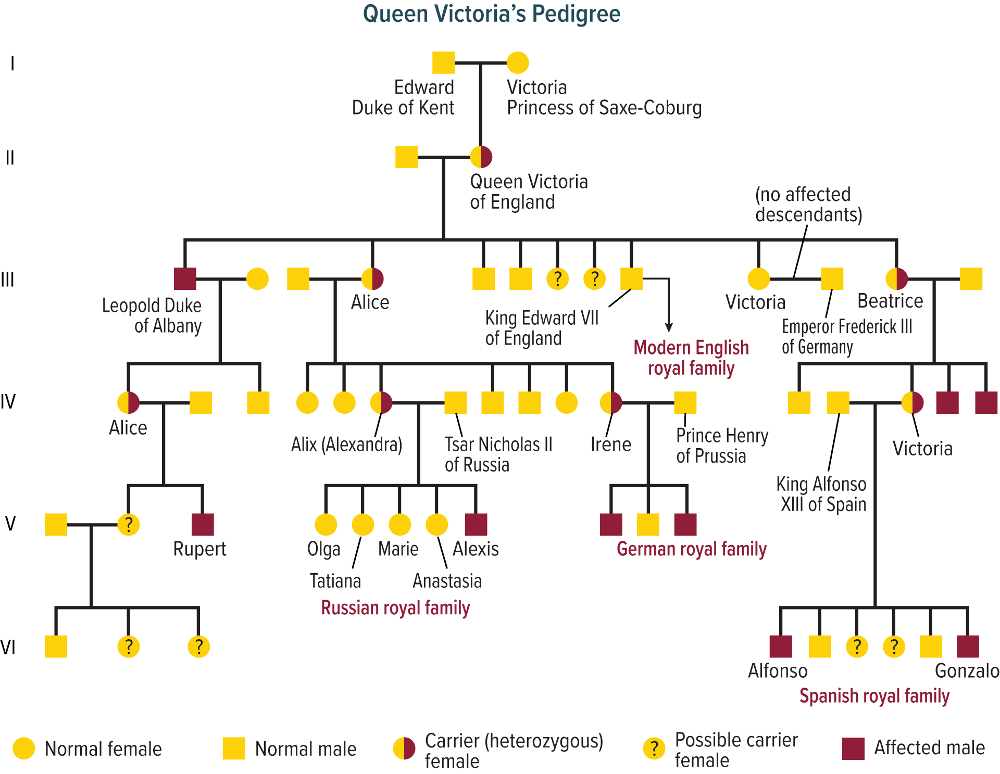 Queen Victoria’s Pedigree
I
Edward
Duke of Kent
Victoria
Princess of Saxe-Coburg
II
Queen Victoria
of England
(no affected
descendants)
III
?
?
Leopold Duke
of Albany
Alice
King Edward VII
of England
Modern English
royal family
Victoria
Emperor Frederick III
of Germany
Beatrice
IV
Alice
Alix (Alexandra)
Tsar Nicholas II
of Russia
Irene
Prince Henry
of Prussia
King Alfonso
XIII of Spain
Victoria
V
?
Rupert
Olga
Tatiana
Marie
Anastasia
Alexis
Russian royal family
German royal family
VI
?
?
?
?
Alfonso
Gonzalo
Spanish royal family
Normal female
Normal male
Carrier (heterozygous)
female
?
Possible carrier
female
Affected male